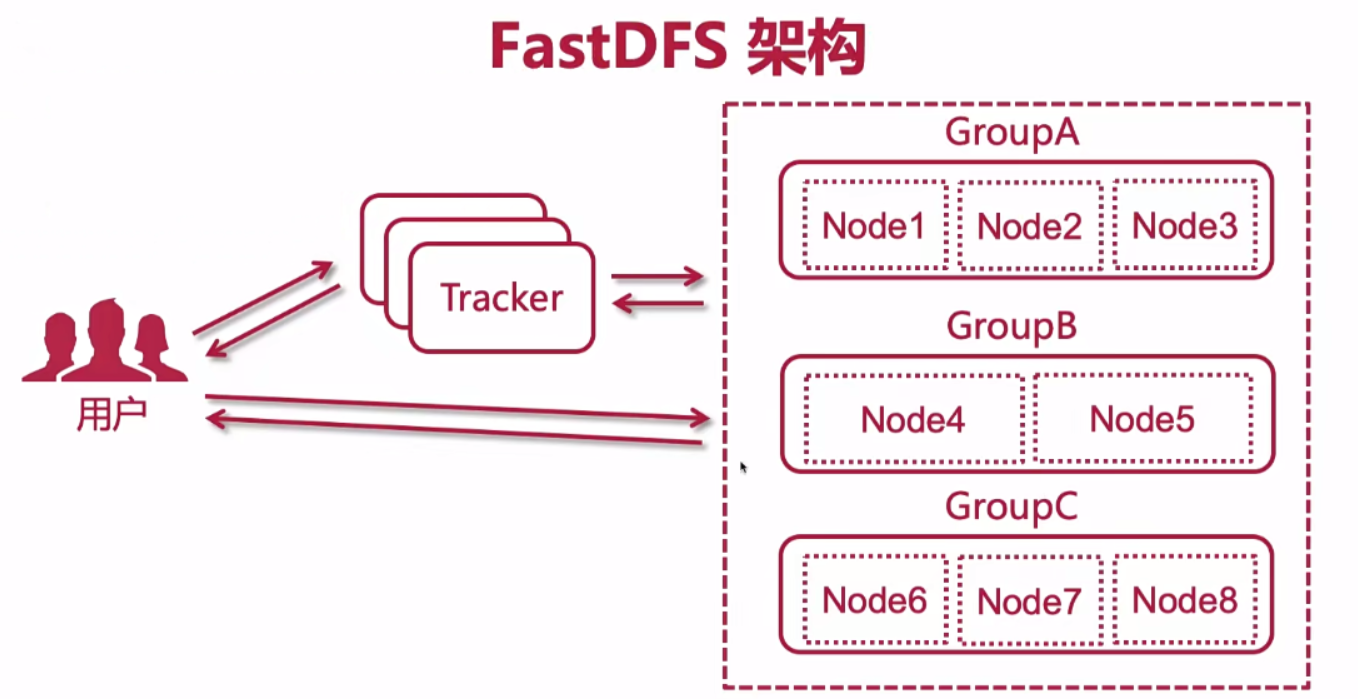 FastDFS 架构
GroupA
Node1 Node2 Node3
Tracker
GroupB
用户
Node4 Node5
GroupC
Node6 Node7 Node8